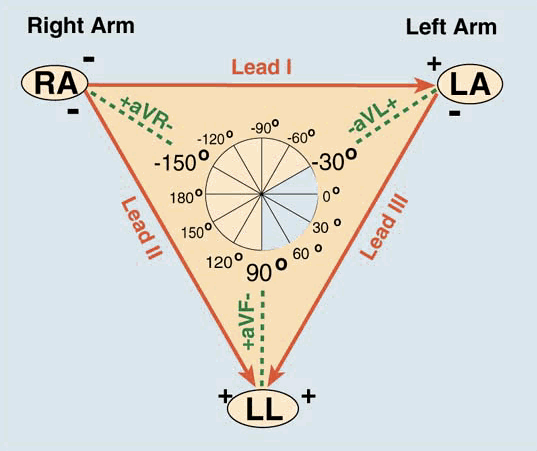 Right Arm
Left Arm
-
+
RA
Lead I
LA
-
-
+aVR-
-aVL+
-120°
-90°
-60°
-150°
-30°
180°
0°
150°
30°
120°
60°
90°
Lead II
Lead III
+aVF-
+
LL
+